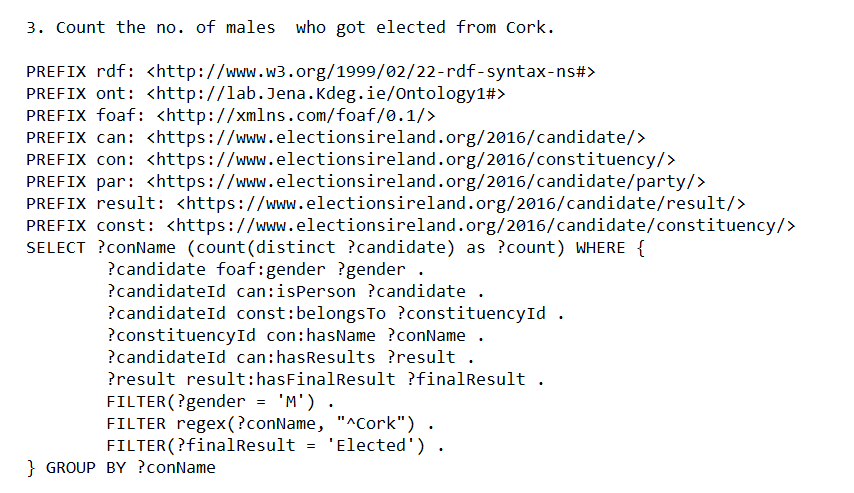 3. Count the no. of males  who got elected from Cork.
PREFIX rdf: <http://www.w3.org/1999/02/22-rdf-syntax-ns#>
PREFIX ont: <http://lab.Jena.Kdeg.ie/Ontology1#>
PREFIX foaf: <http://xmlns.com/foaf/0.1/>
PREFIX can: <https://www.electionsireland.org/2016/candidate/>
PREFIX con: <https://www.electionsireland.org/2016/constituency/>
PREFIX par: <https://www.electionsireland.org/2016/candidate/party/>
PREFIX result: <https://www.electionsireland.org/2016/candidate/result/>
PREFIX const: <https://www.electionsireland.org/2016/candidate/constituency/>
SELECT ?conName (count(distinct ?candidate) as ?count) WHERE {
        ?candidate foaf:gender ?gender .
        ?candidateId can:isPerson ?candidate .
        ?candidateId const:belongsTo ?constituencyId .
        ?constituencyId con:hasName ?conName .
        ?candidateId can:hasResults ?result .
        ?result result:hasFinalResult ?finalResult .
        FILTER(?gender = 'M') .
        FILTER regex(?conName, "^Cork") .
        FILTER(?finalResult = 'Elected') .
} GROUP BY ?conName